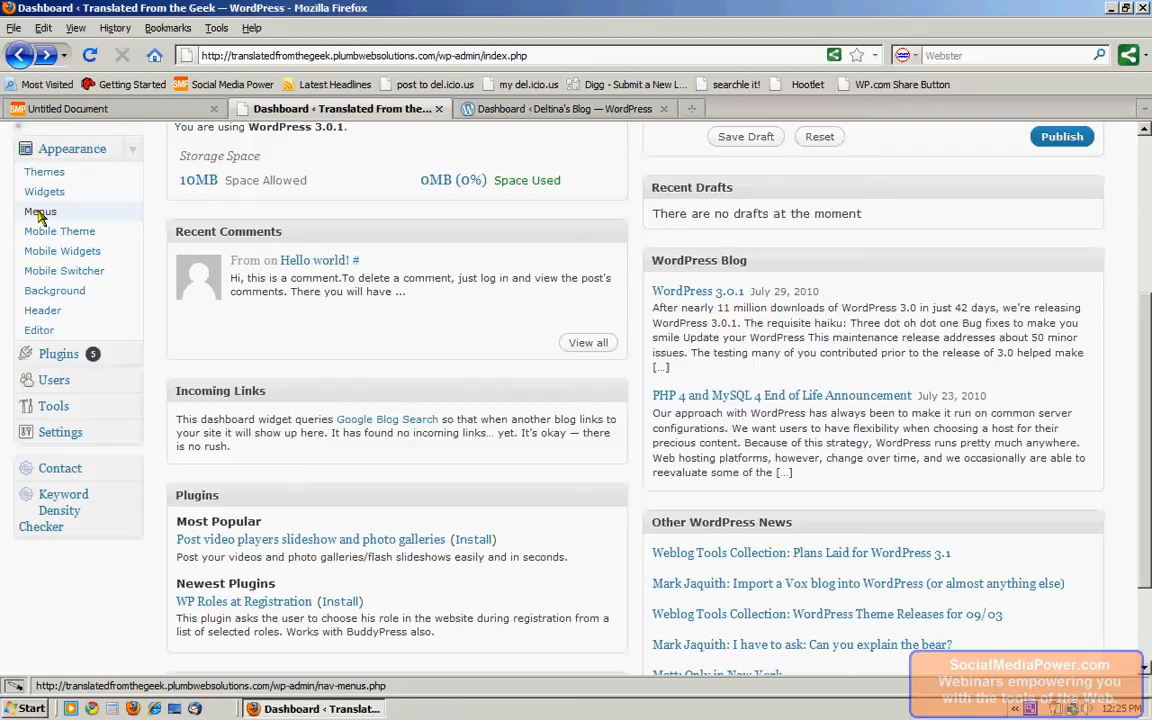 Dashboard ‹ Translated From the Geek — WordPress - Mozilla Firefox
File Edit View History Bookmarks Tools Help
http://translatedfromthegeek.plumbwebsolutions.com/wp-admin/index.php
Webster
Most Visited Getting Started Social Media Power Latest Headlines post to del.icio.us my del.icio.us Digg - Submit a New L... searchle it! Hootlet WP.com Share Button
SMP Untitled Document
Dashboard ‹ Translated From the...
Dashboard ‹ Deltina's Blog — WordPress
Appearance
Themes
Widgets
Menus
Mobile Theme
Mobile Widgets
Mobile Switcher
Background
Header
Editor
Plugins 5
Users
Tools
Settings
Contact
Keyword
Density
Checker
You are using WordPress 3.0.1.
Storage Space
10MB Space Allowed
0MB (0%) Space Used
Recent Comments
From on Hello world! #
Hi, this is a comment.To delete a comment, just log in and view the post's
comments. There you will have ...
View all
Incoming Links
This dashboard widget queries Google Blog Search so that when another blog links to
your site it will show up here. It has found no incoming links… yet. It's okay — there
is no rush.
Plugins
Most Popular
Post video players slideshow and photo galleries (Install)
Post your videos and photo galleries/flash slideshows easily and in seconds.
Newest Plugins
WP Roles at Registration (Install)
This plugin asks the user to choose his role in the website during registration from a
list of selected roles. Works with BuddyPress also.
Save Draft Reset Publish
Recent Drafts
There are no drafts at the moment
WordPress Blog
WordPress 3.0.1 July 29, 2010
After nearly 11 million downloads of WordPress 3.0 in just 42 days, we're releasing
WordPress 3.0.1. The requisite haiku: Three dot oh dot one Bug fixes to make you
smile Update your WordPress This maintenance release addresses about 50 minor
issues. The testing many of you contributed prior to the release of 3.0 helped make
[...]
PHP 4 and MySQL 4 End of Life Announcement July 23, 2010
Our approach with WordPress has always been to make it run on common server
configurations. We want users to have flexibility when choosing a host for their
precious content. Because of this strategy, WordPress runs pretty much anywhere.
Web hosting platforms, however, change over time, and we occasionally are able to
reevaluate some of the [...]
Other WordPress News
Weblog Tools Collection: Plans Laid for WordPress 3.1
Mark Jaquith: Import a Vox blog into WordPress (or almost anything else)
Weblog Tools Collection: WordPress Theme Releases for 09/03
Mark Jaquith: I have to ask: Can you explain the bear?
Matt: Only in New York
SocialMediaPower.com
Webinars empowering you
with the tools of the Web.
http://translatedfromthegeek.plumbwebsolutions.com/wp-admin/nav-menus.php
Start
Dashboard ‹ Translat...
12:25 PM